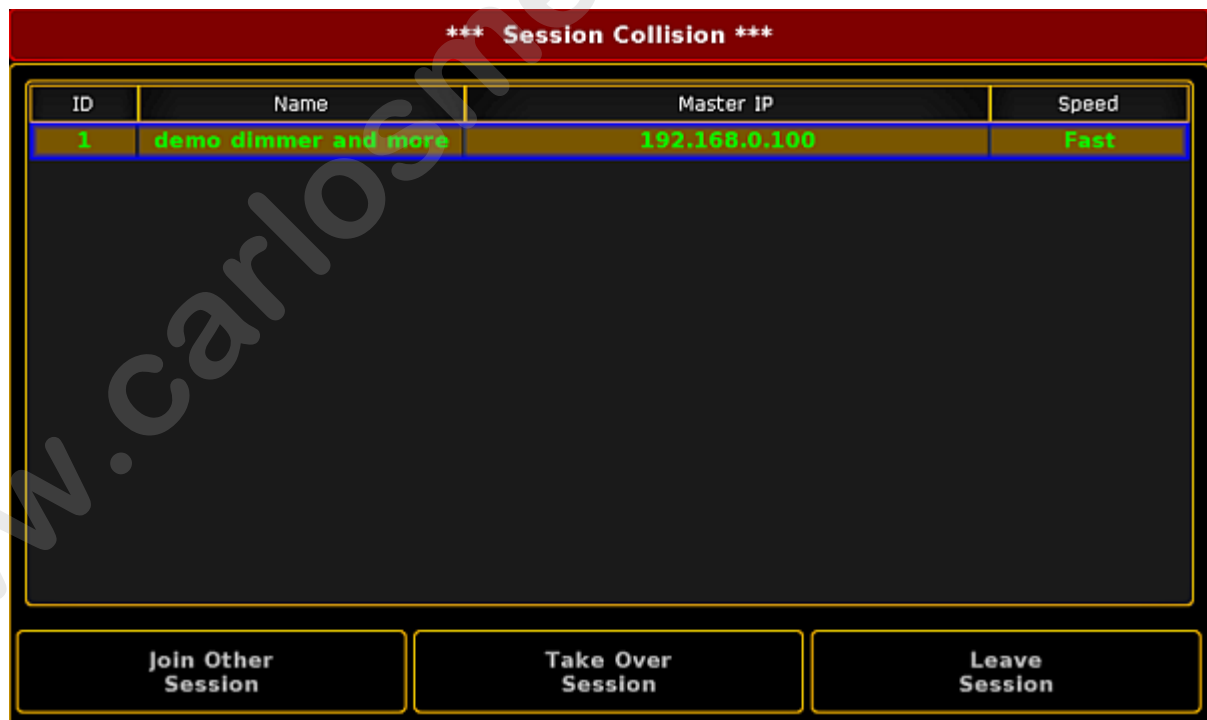 *** Session Collision ***
ID Name Master IP Speed
1 demo dimmer and more 192.168.0.100 Fast
Join Other
Session
Take Over
Session
Leave
Session